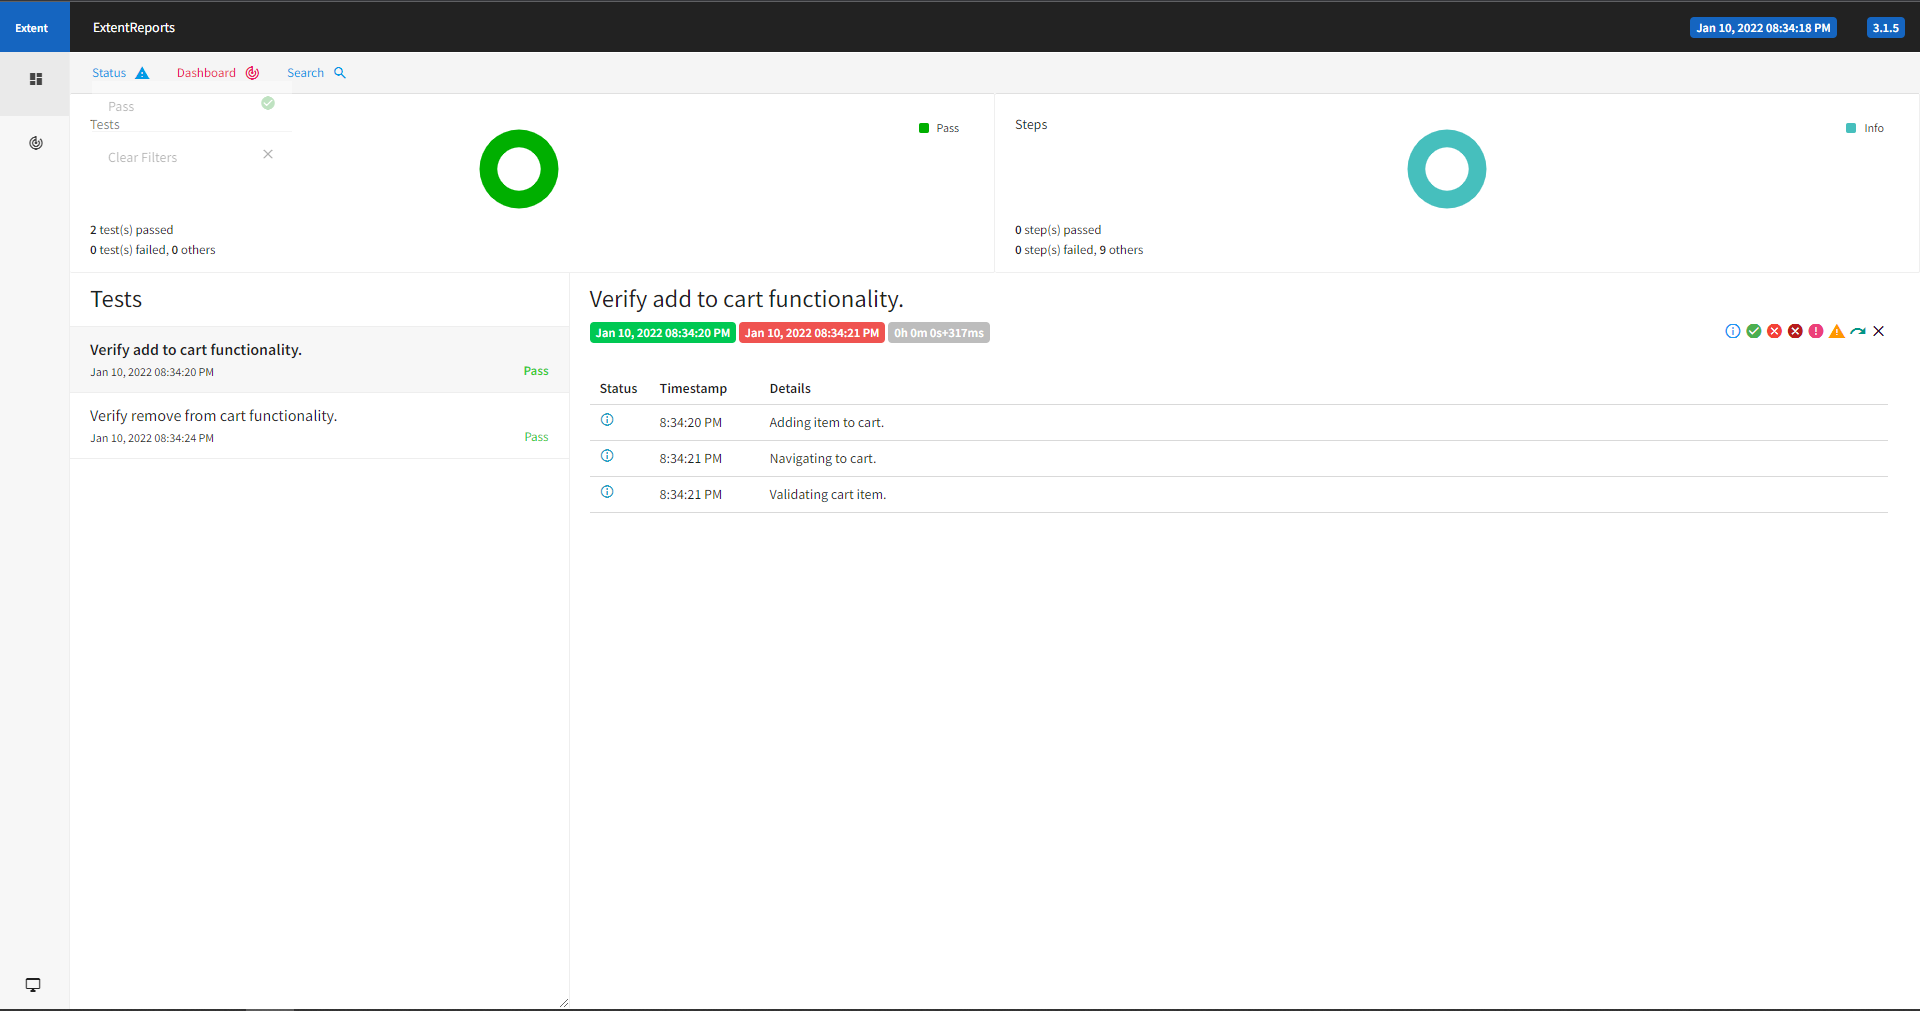 Extent
ExtentReports
Jan 10, 2022 08:34:18 PM
3.1.5
Status
Dashboard
Search
Pass
Clear Filters
Tests
Pass
2 test(s) passed
0 test(s) failed, 0 others
Steps
Info
0 step(s) passed
0 step(s) failed, 9 others
Tests
Verify add to cart functionality.
Jan 10, 2022 08:34:20 PM
Pass
Verify remove from cart functionality.
Jan 10, 2022 08:34:24 PM
Pass
Verify add to cart functionality.
Jan 10, 2022 08:34:20 PM Jan 10, 2022 08:34:21 PM 0h 0m 0s+317ms
Status Timestamp Details
8:34:20 PM Adding item to cart.
8:34:21 PM Navigating to cart.
8:34:21 PM Validating cart item.